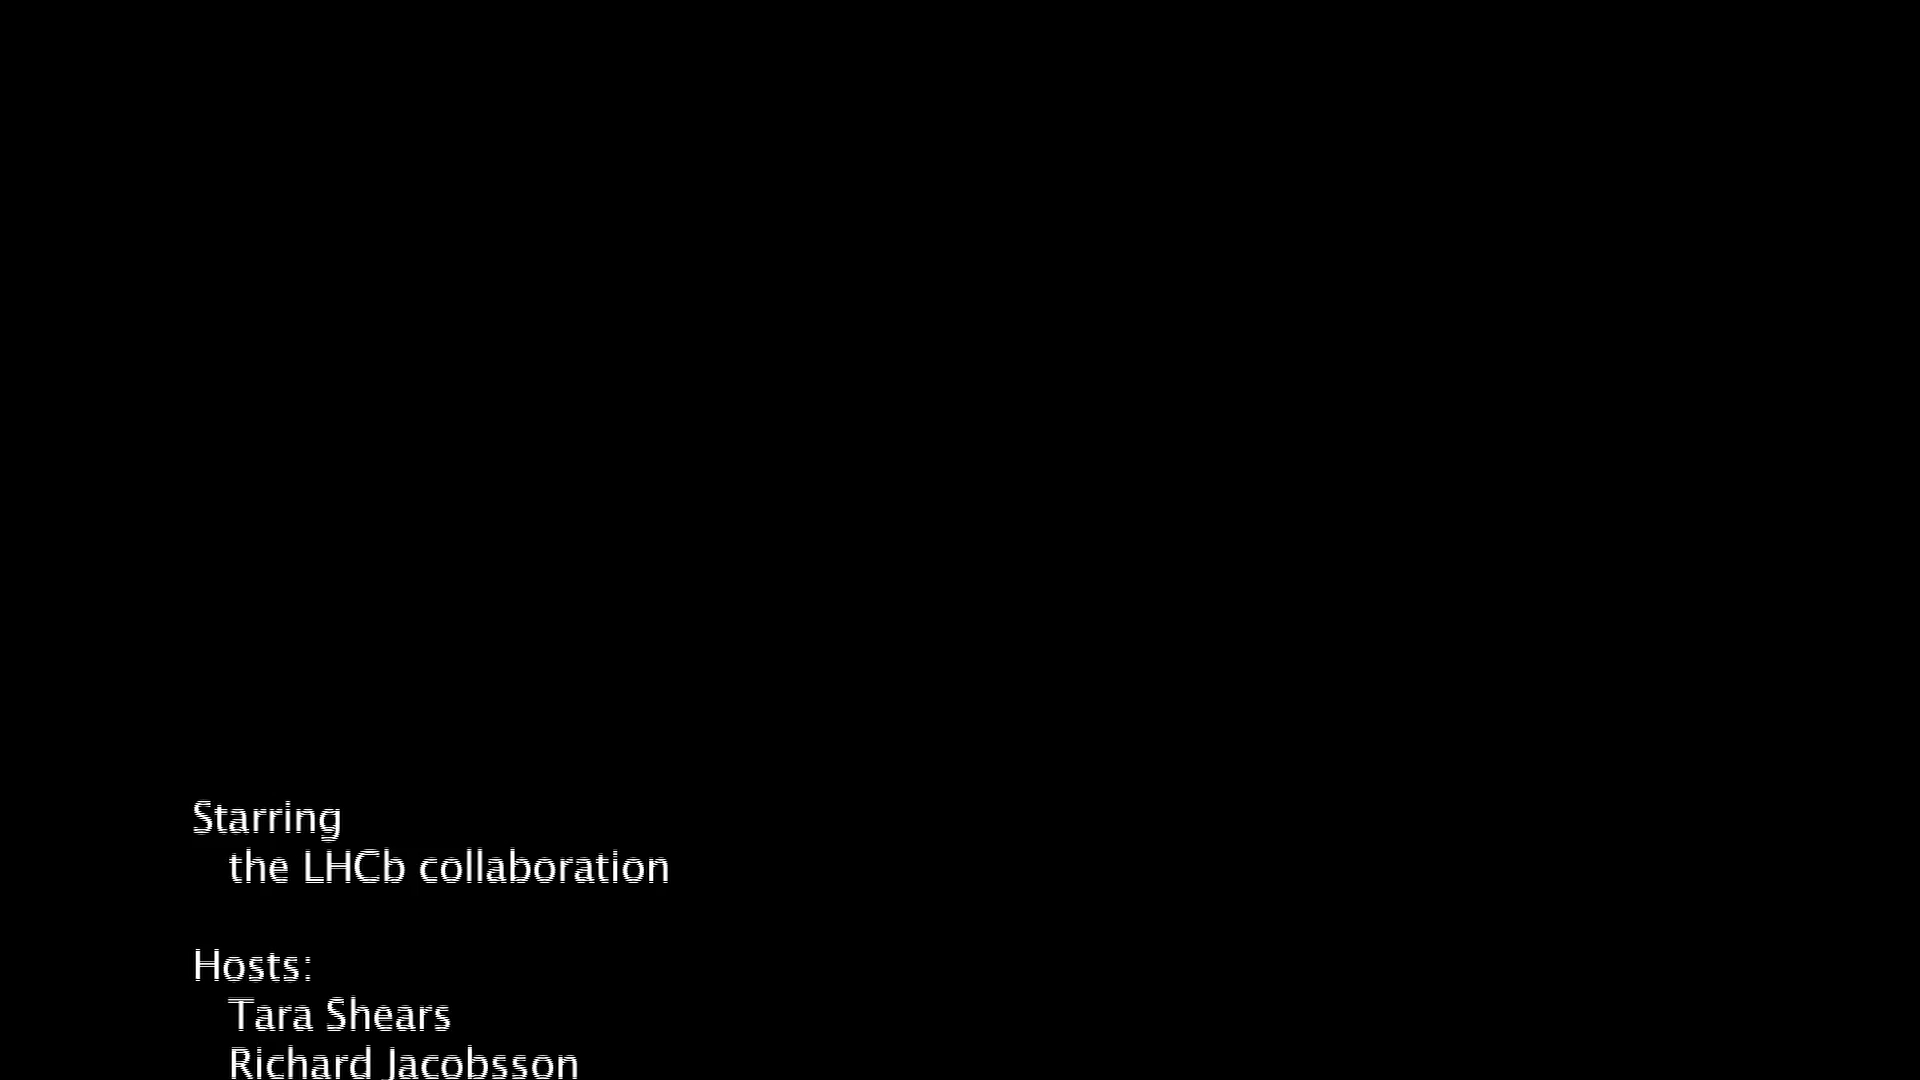 Starring
the LHCb collaboration
Hosts:
Tara Shears
Richard Jacobsson